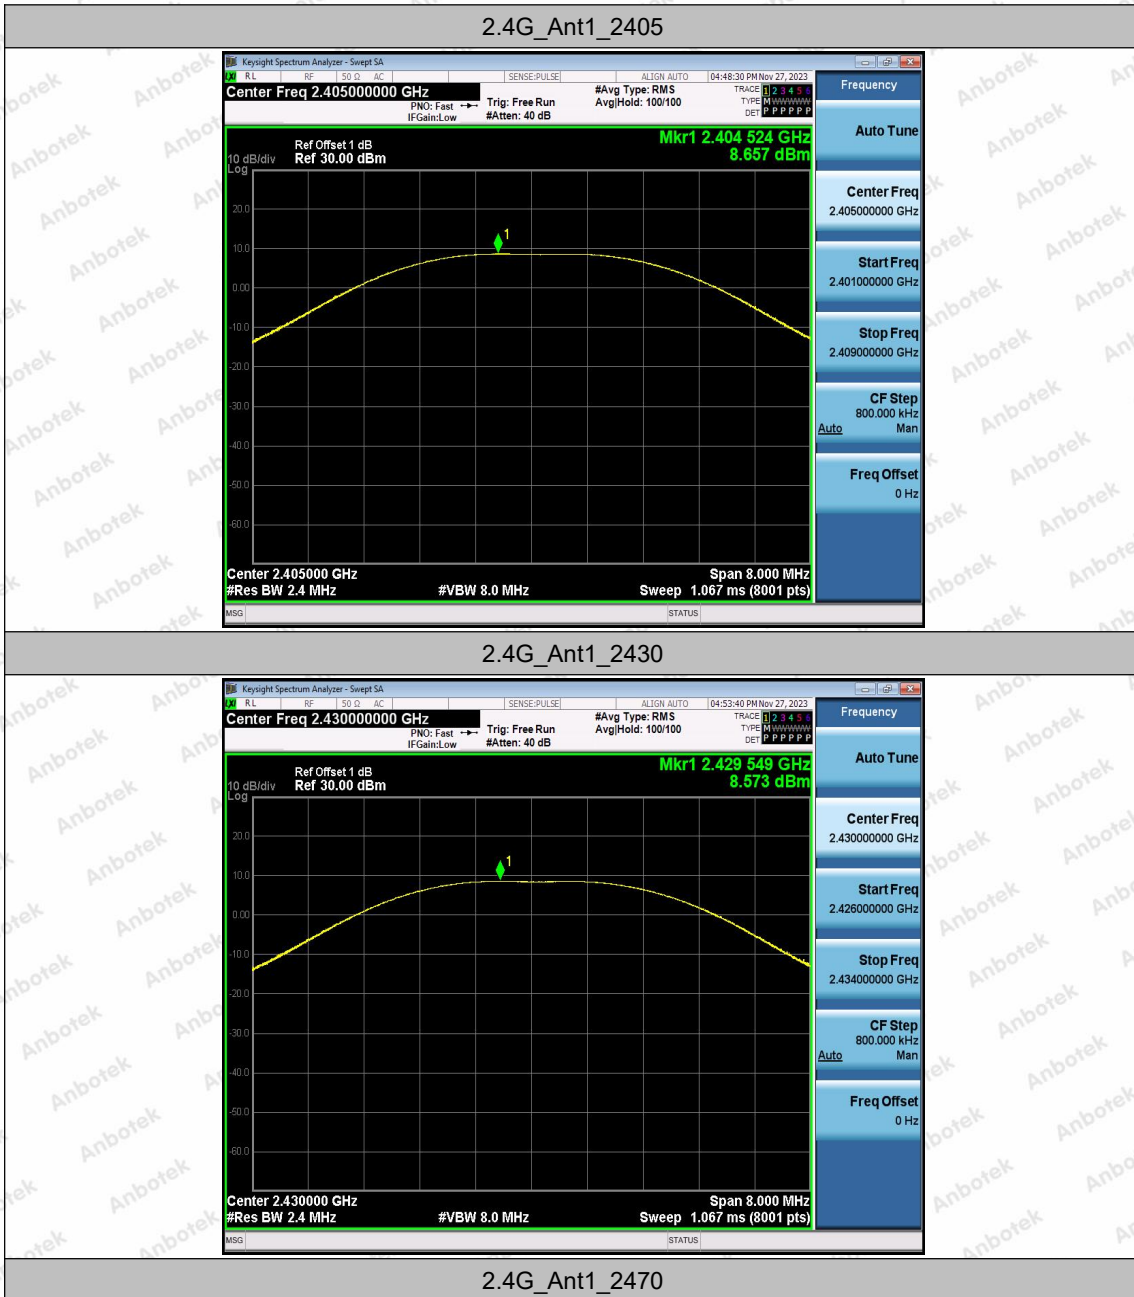 2.4G_Ant1_2405
Keysight Spectrum Analyzer - Swept SA
LXI RL RF 50 Ω AC SENSE:PULSE ALIGN AUTO 04:48:30 PM Nov 27, 2023
Center Freq 2.405000000 GHz
PNO: Fast
IFGain:Low
Trig: Free Run
#Atten: 40 dB
#Avg Type: RMS
Avg|Hold: 100/100
TRACE 1 2 3 4 5 6
TYPE M W W W W W
DET P P P P P P
Ref Offset 1 dB
10 dB/div Ref 30.00 dBm
Log
Mkr1 2.404 524 GHz
8.657 dBm
20.0
1
10.0
0.00
-10.0
-20.0
-30.0
-40.0
-50.0
-60.0
Center 2.405000 GHz Span 8.000 MHz
#Res BW 2.4 MHz #VBW 8.0 MHz Sweep 1.067 ms (8001 pts)
MSG STATUS
Frequency
Auto Tune
Center Freq
2.405000000 GHz
Start Freq
2.401000000 GHz
Stop Freq
2.409000000 GHz
CF Step
800.000 kHz
Auto Man
Freq Offset
0 Hz
2.4G_Ant1_2430
Keysight Spectrum Analyzer - Swept SA
LXI RL RF 50 Ω AC SENSE:PULSE ALIGN AUTO 04:53:40 PM Nov 27, 2023
Center Freq 2.430000000 GHz
PNO: Fast
IFGain:Low
Trig: Free Run
#Atten: 40 dB
#Avg Type: RMS
Avg|Hold: 100/100
TRACE 1 2 3 4 5 6
TYPE M W W W W W
DET P P P P P P
Ref Offset 1 dB
10 dB/div Ref 30.00 dBm
Log
Mkr1 2.429 549 GHz
8.573 dBm
20.0
1
10.0
0.00
-10.0
-20.0
-30.0
-40.0
-50.0
-60.0
Center 2.430000 GHz Span 8.000 MHz
#Res BW 2.4 MHz #VBW 8.0 MHz Sweep 1.067 ms (8001 pts)
MSG STATUS
Frequency
Auto Tune
Center Freq
2.430000000 GHz
Start Freq
2.426000000 GHz
Stop Freq
2.434000000 GHz
CF Step
800.000 kHz
Auto Man
Freq Offset
0 Hz
2.4G_Ant1_2470